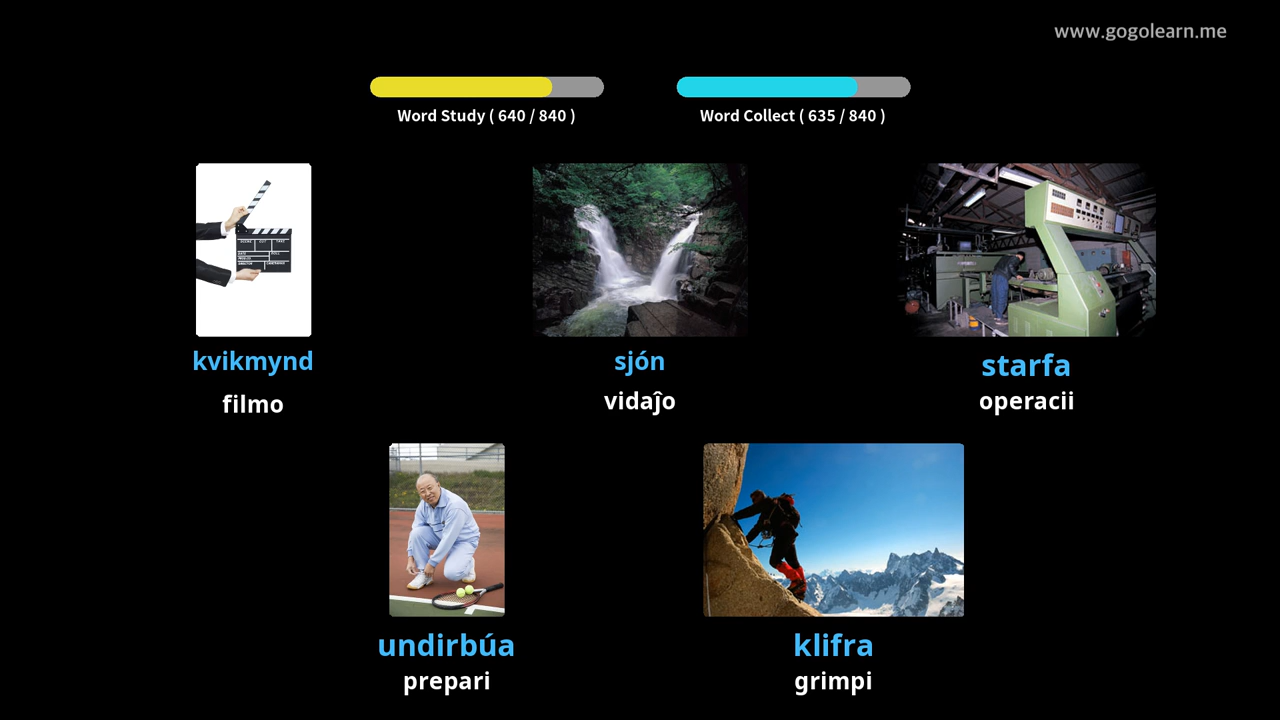 www.gogolearn.me
Word Study ( 640 / 840 )
Word Collect ( 635 / 840 )
kvikmynd
filmo
sjón
vidaĵo
starfa
operacii
undirbúa
prepari
klifra
grimpi